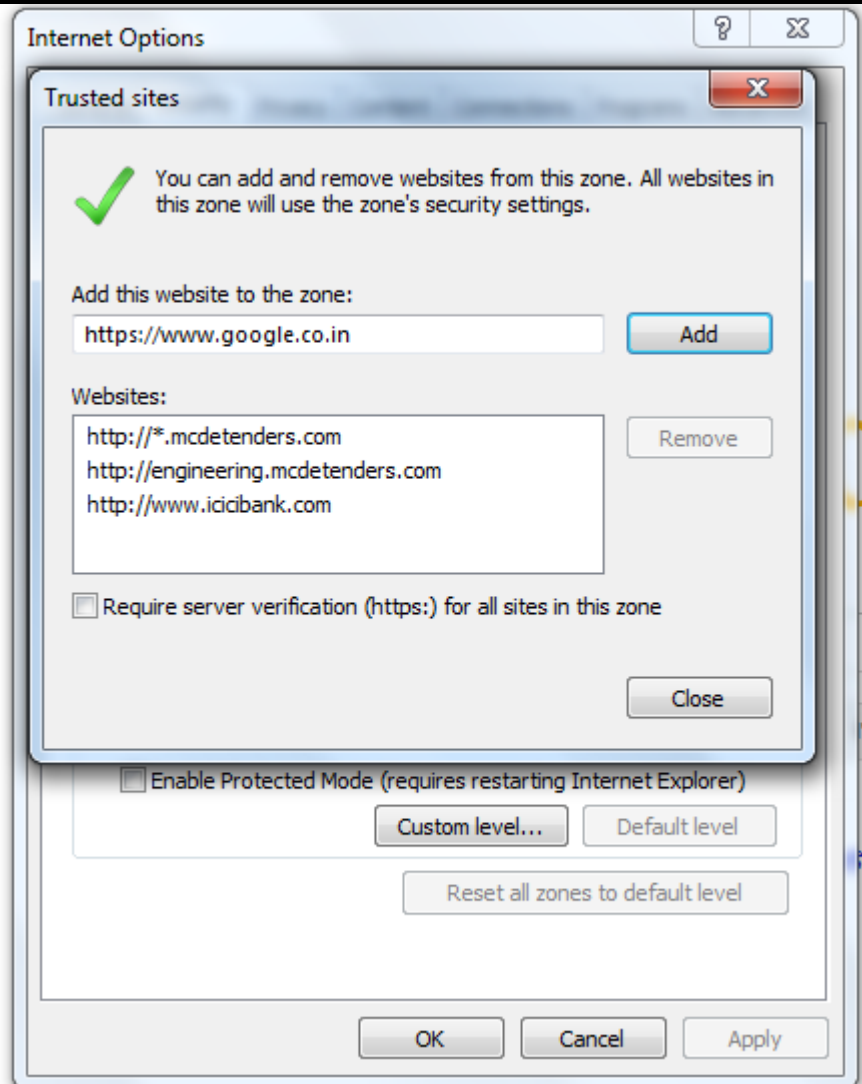 Internet Options
Trusted sites
You can add and remove websites from this zone. All websites in
this zone will use the zone's security settings.
Add this website to the zone:
https://www.google.co.in
Add
Websites:
http://*.mcdetenders.com
http://engineering.mcdetenders.com
http://www.icicibank.com
Remove
Require server verification (https:) for all sites in this zone
Close
Enable Protected Mode (requires restarting Internet Explorer)
Custom level...
Default level
Reset all zones to default level
OK
Cancel
Apply